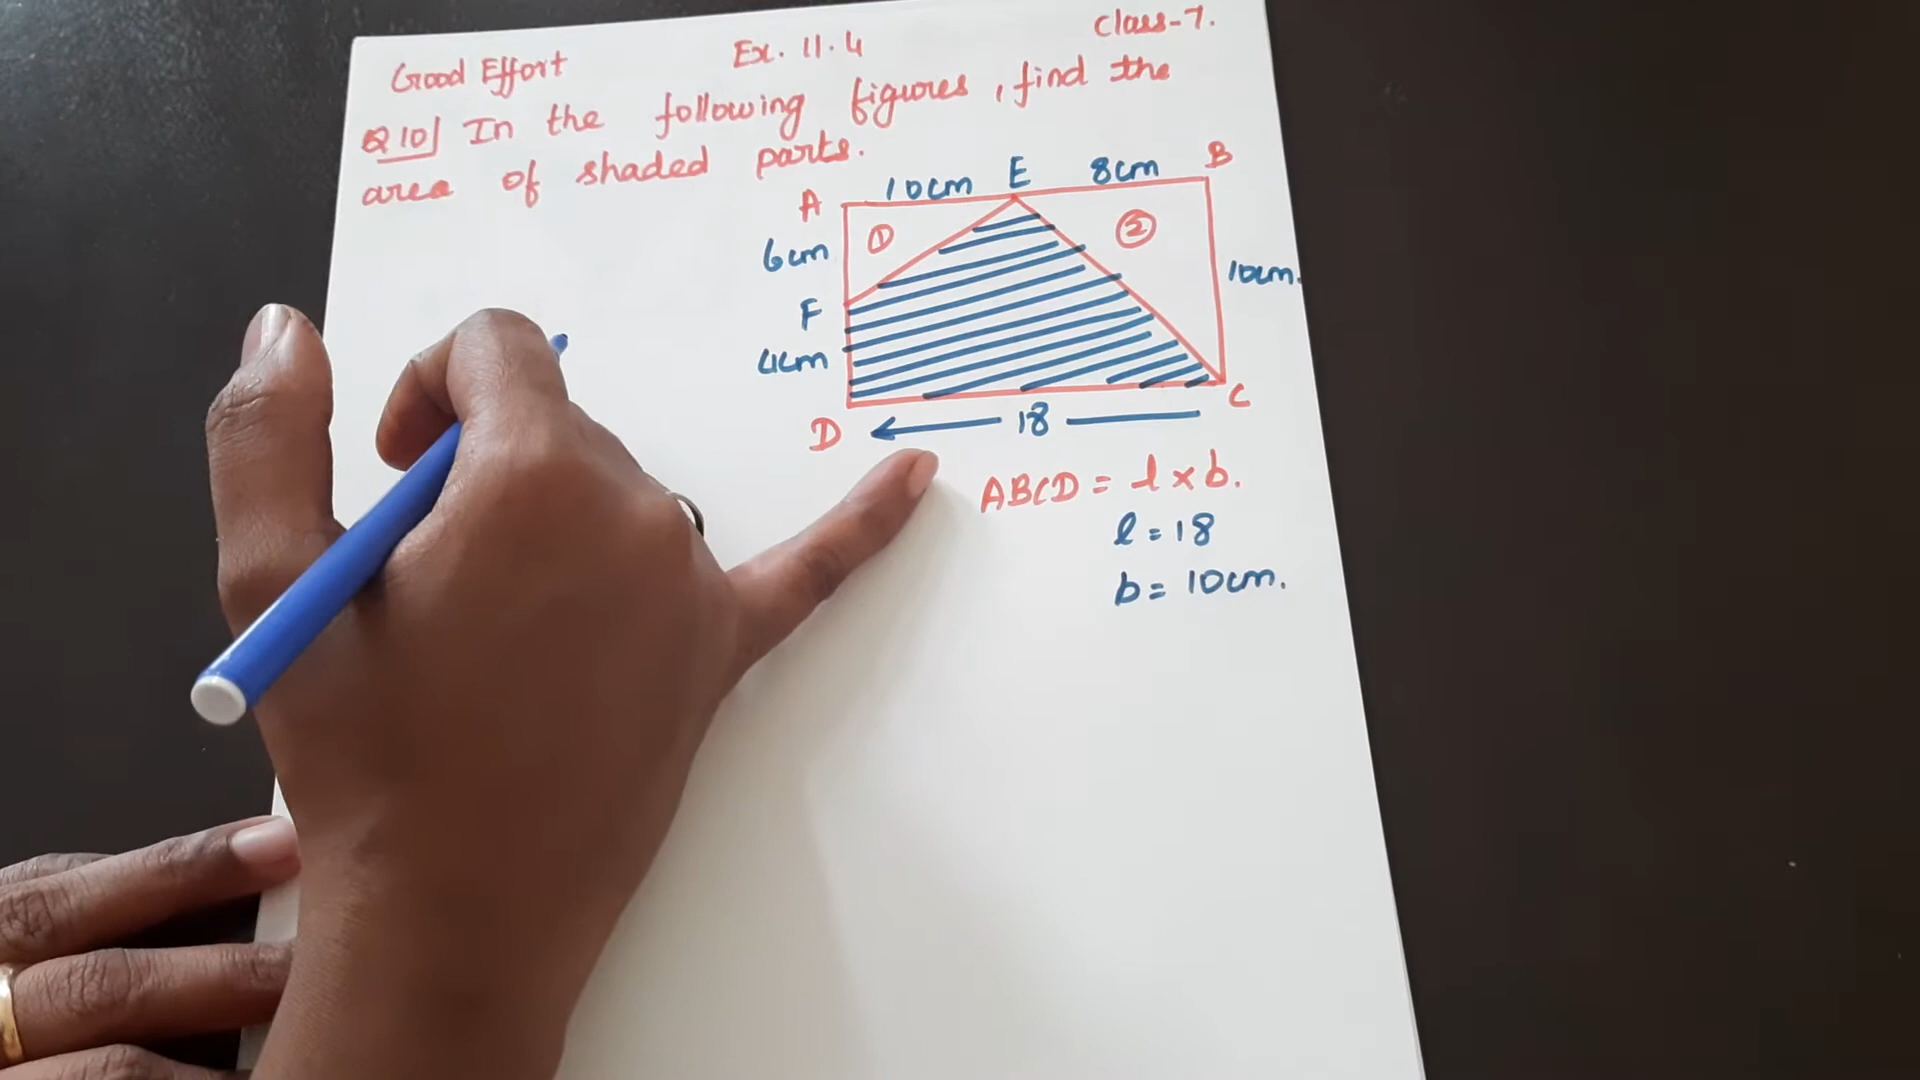 Good Effort Ex. 11.4 Class-7.
Q 10) In the following figures, find the
area of shaded parts.
A 10cm E 8cm B
6cm 1 2
10cm.
F
4cm
D 18 C
ABCD = l x b.
l = 18
b = 10cm.